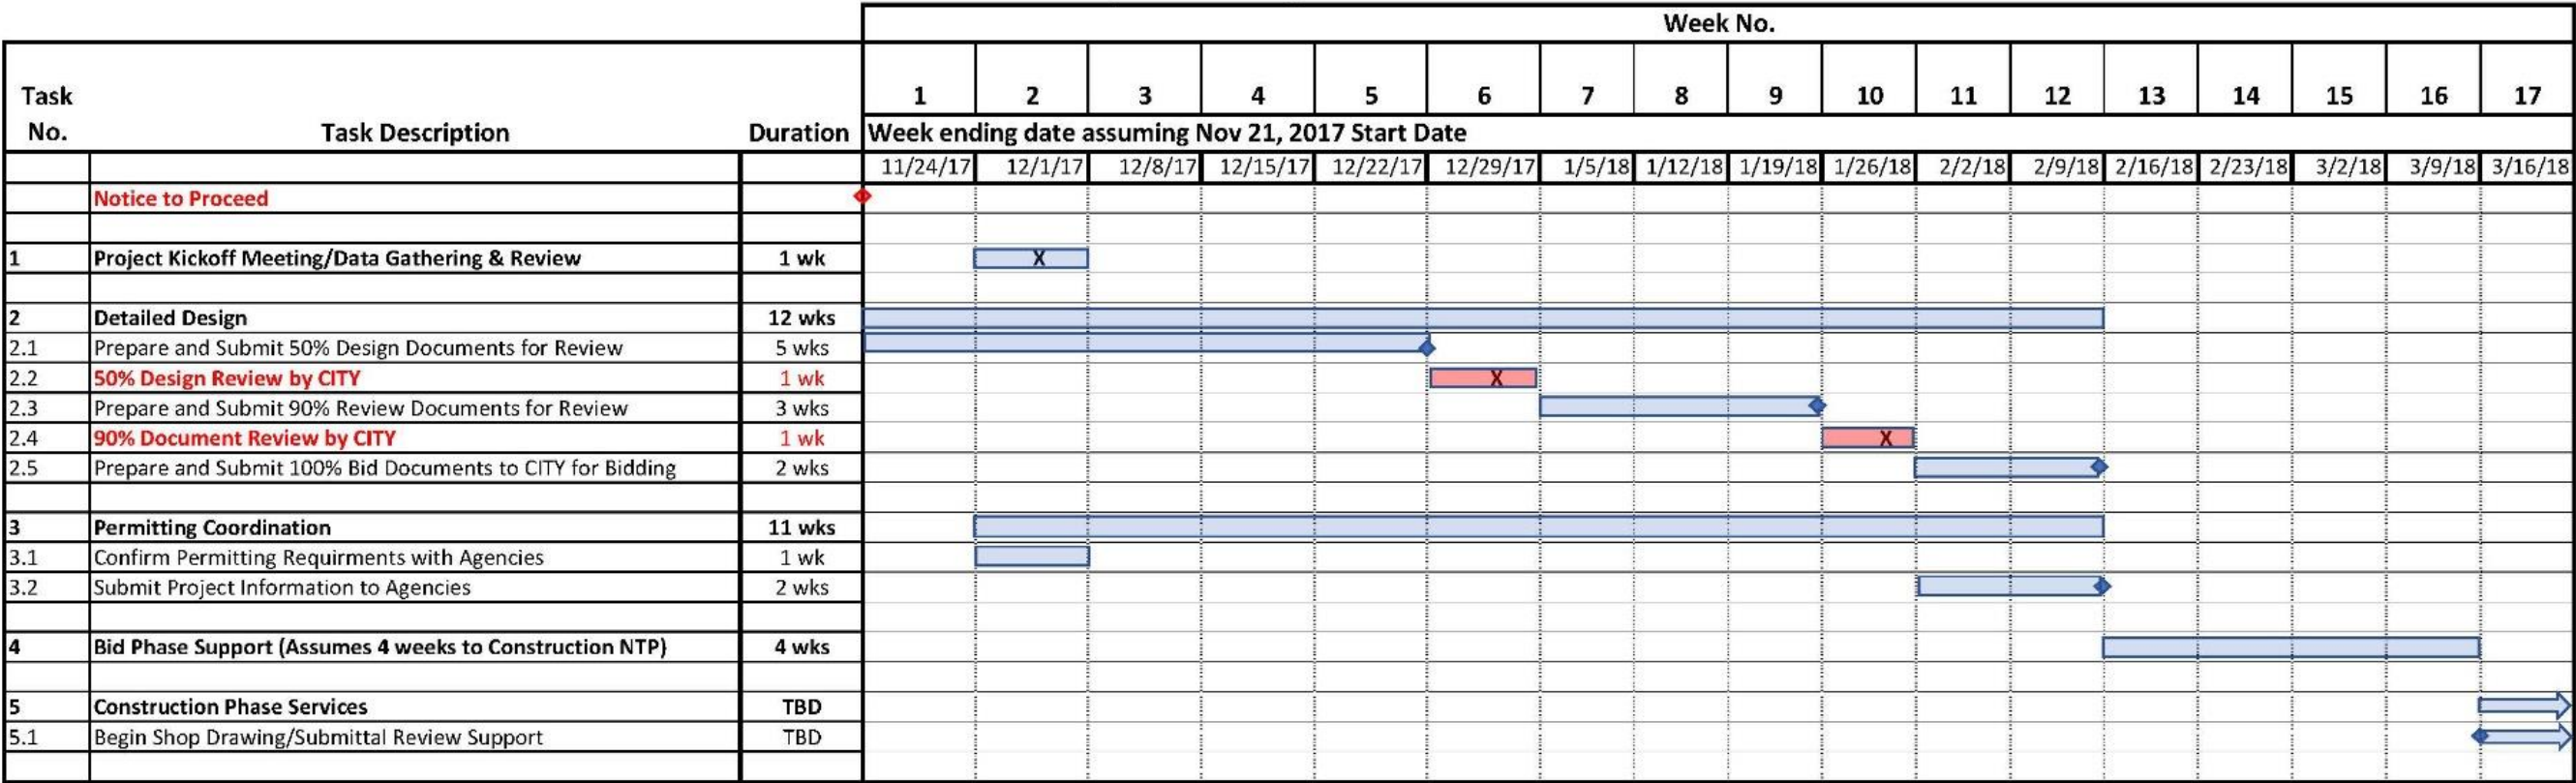 Week No.
1 2 3 4 5 6 7 8 9 10 11 12 13 14 15 16 17
Task
No. Task Description Duration Week ending date assuming Nov 21, 2017 Start Date
11/24/17 12/1/17 12/8/17 12/15/17 12/22/17 12/29/17 1/5/18 1/12/18 1/19/18 1/26/18 2/2/18 2/9/18 2/16/18 2/23/18 3/2/18 3/9/18 3/16/18
Notice to Proceed
1 Project Kickoff Meeting/Data Gathering & Review 1 wk X
2 Detailed Design 12 wks
2.1 Prepare and Submit 50% Design Documents for Review 5 wks
2.2 50% Design Review by CITY 1 wk X
2.3 Prepare and Submit 90% Review Documents for Review 3 wks
2.4 90% Document Review by CITY 1 wk X
2.5 Prepare and Submit 100% Bid Documents to CITY for Bidding 2 wks
3 Permitting Coordination 11 wks
3.1 Confirm Permitting Requirments with Agencies 1 wk
3.2 Submit Project Information to Agencies 2 wks
4 Bid Phase Support (Assumes 4 weeks to Construction NTP) 4 wks
5 Construction Phase Services TBD
5.1 Begin Shop Drawing/Submittal Review Support TBD